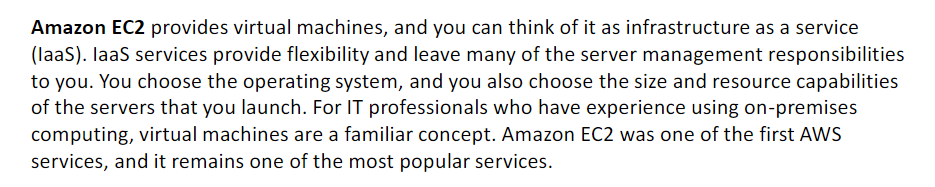 Amazon EC2 provides virtual machines, and you can think of it as infrastructure as a service
(IaaS). IaaS services provide flexibility and leave many of the server management responsibilities
to you. You choose the operating system, and you also choose the size and resource capabilities
of the servers that you launch. For IT professionals who have experience using on-premises
computing, virtual machines are a familiar concept. Amazon EC2 was one of the first AWS
services, and it remains one of the most popular services.